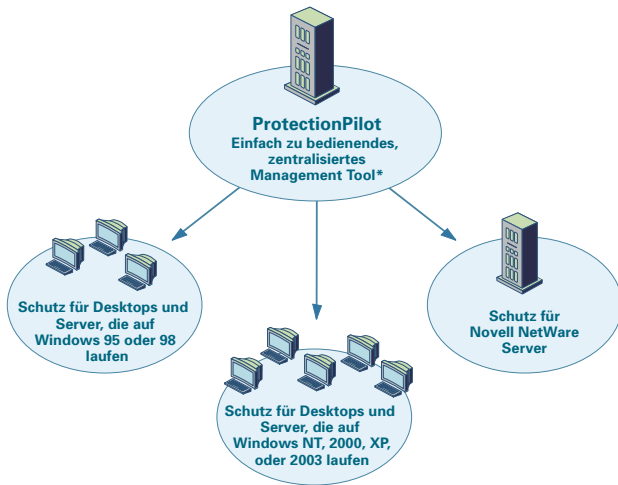 ProtectionPilot
Einfach zu bedienendes,
zentralisiertes
Management Tool*
Schutz für Desktops und
Server, die auf
Windows 95 oder 98
laufen
Schutz für Desktops und
Server, die auf
Windows NT, 2000, XP,
oder 2003 laufen
Schutz für
Novell NetWare
Server